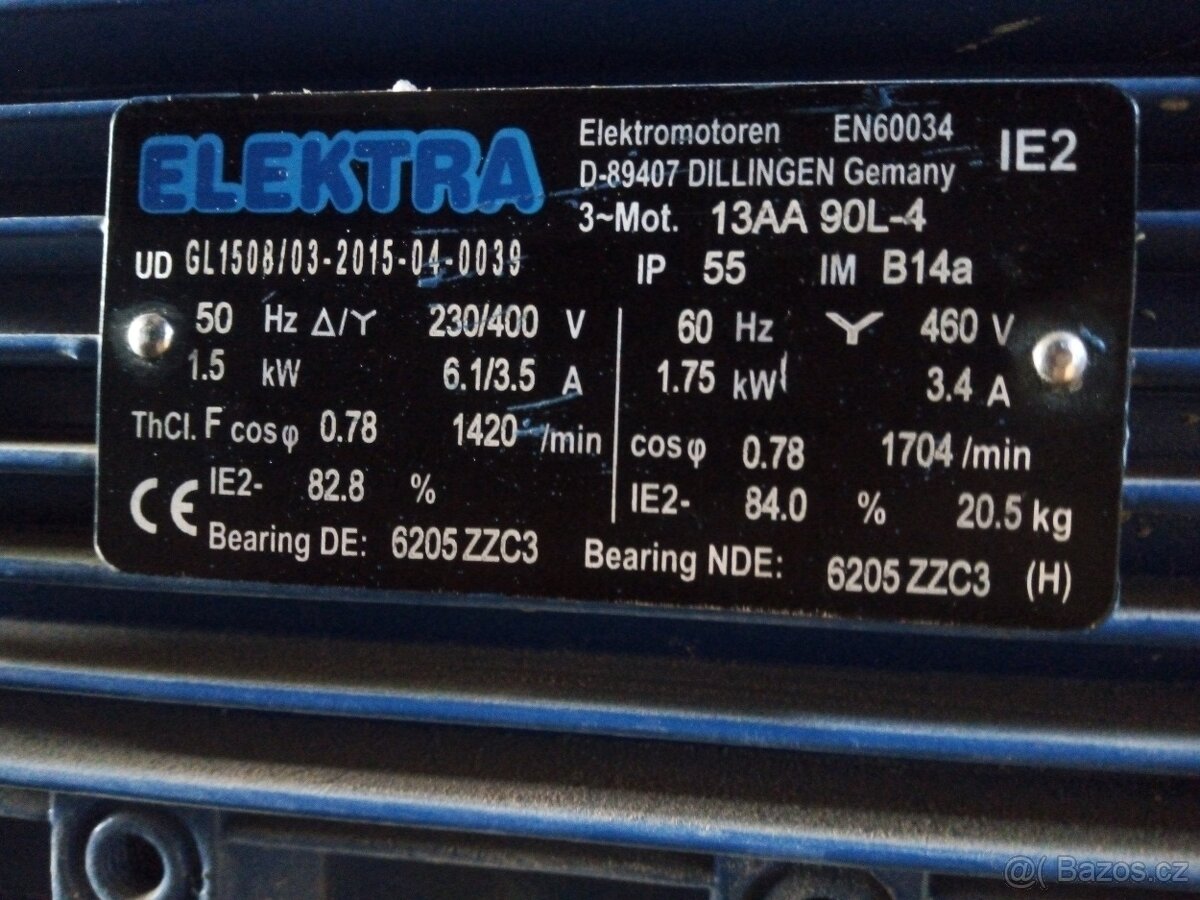 ELEKTRA
Elektromotoren EN60034 IE2
D-89407 DILLINGEN Gemany
3~Mot. 13AA 90L-4
UD GL1508/03-2015-04-0039 IP 55 IM B14a
50 Hz Δ/Y 230/400 V 60 Hz Y 460 V
1.5 kW 6.1/3.5 A 1.75 kW 3.4 A
ThCl. F cosφ 0.78 1420 /min cosφ 0.78 1704 /min
CE IE2- 82.8 % IE2- 84.0 % 20.5 kg
Bearing DE: 6205 ZZC3 Bearing NDE: 6205 ZZC3 (H)
@( Bazos.cz